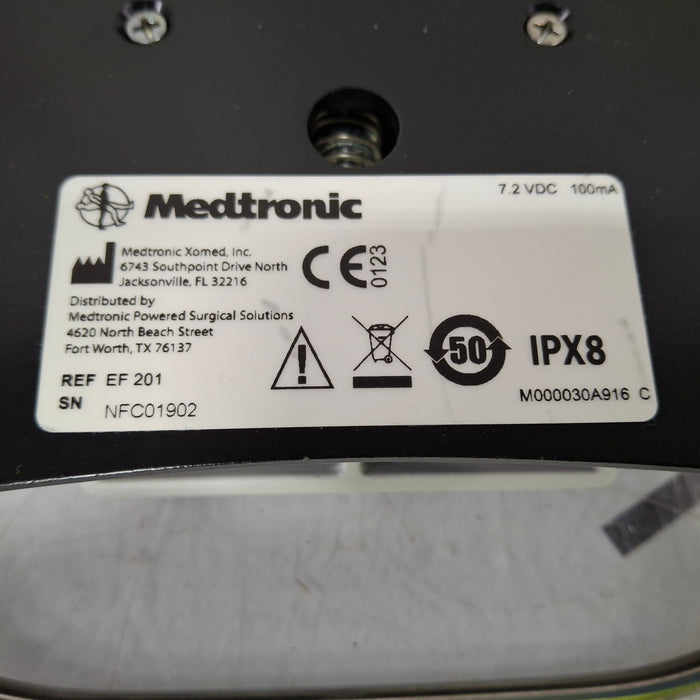 Medtronic
7.2 VDC 100mA
Medtronic Xomed, Inc.
6743 Southpoint Drive North
Jacksonville, FL 32216
CE 0123
Distributed by
Medtronic Powered Surgical Solutions
4620 North Beach Street
Fort Worth, TX 76137
50
IPX8
REF EF 201
SN NFC01902
M000030A916 C